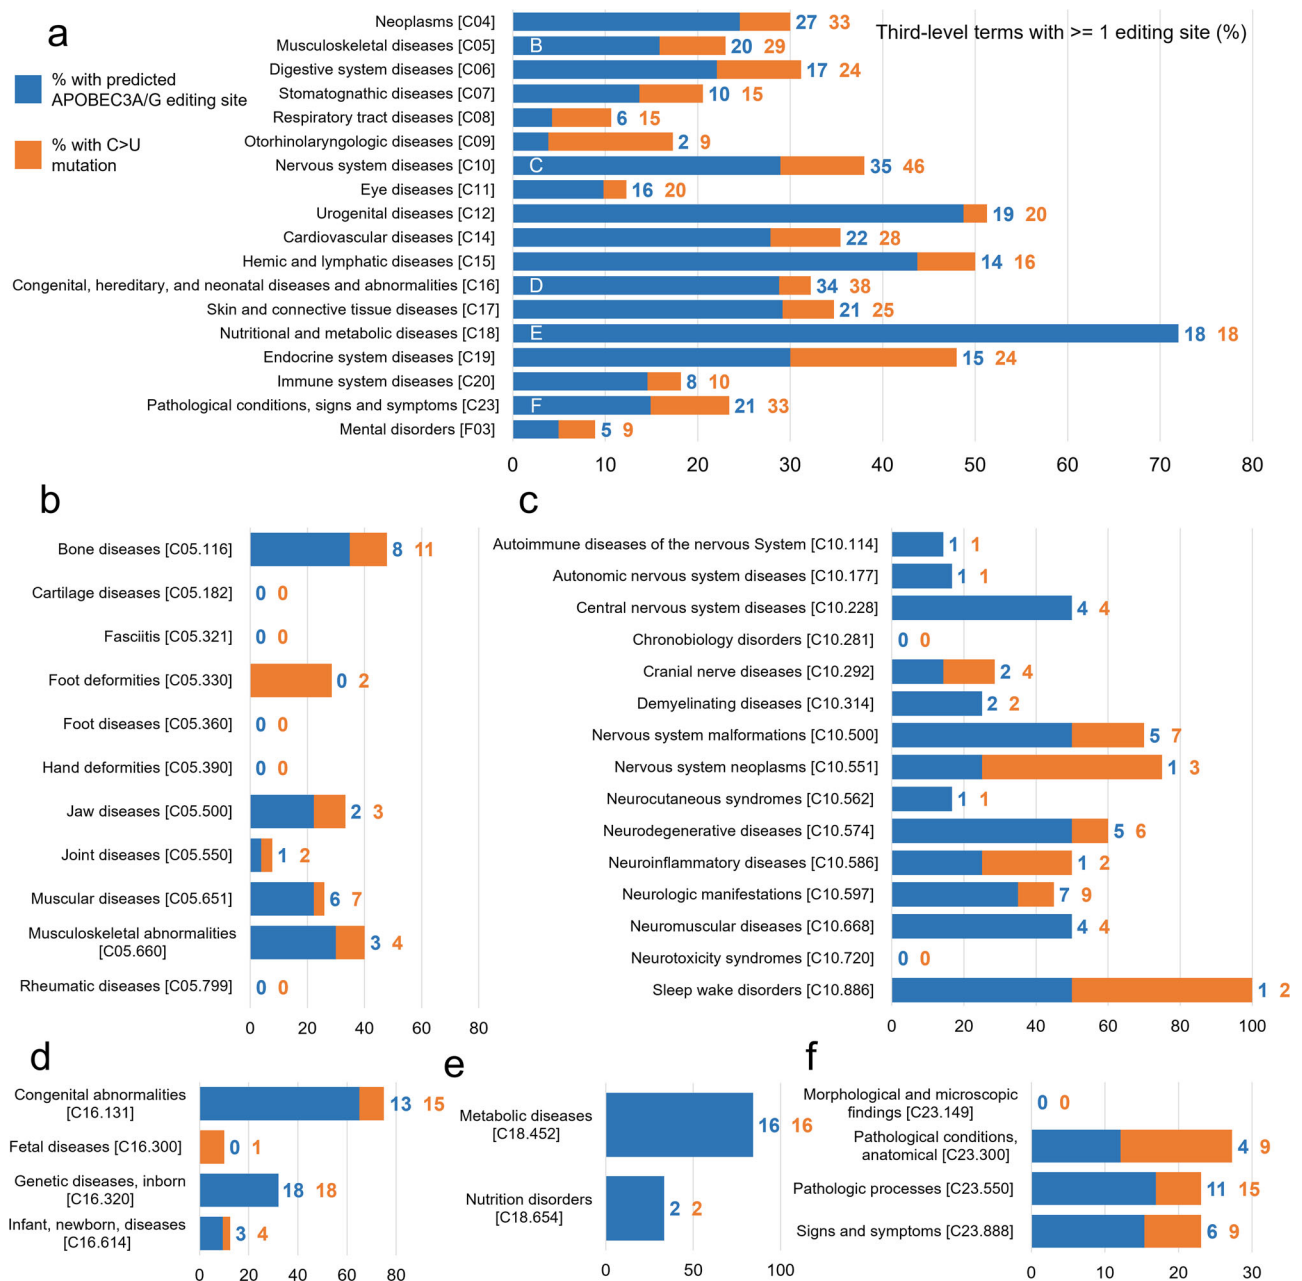 a
Third-level terms with >= 1 editing site (%)
% with predicted
APOBEC3A/G editing site
% with C>U
mutation
Neoplasms [C04] 27 33
Musculoskeletal diseases [C05] B 20 29
Digestive system diseases [C06] 17 24
Stomatognathic diseases [C07] 10 15
Respiratory tract diseases [C08] 6 15
Otorhinolaryngologic diseases [C09] 2 9
Nervous system diseases [C10] C 35 46
Eye diseases [C11] 16 20
Urogenital diseases [C12] 19 20
Cardiovascular diseases [C14] 22 28
Hemic and lymphatic diseases [C15] 14 16
Congenital, hereditary, and neonatal diseases and abnormalities [C16] D 34 38
Skin and connective tissue diseases [C17] 21 25
Nutritional and metabolic diseases [C18] E 18 18
Endocrine system diseases [C19] 15 24
Immune system diseases [C20] 8 10
Pathological conditions, signs and symptoms [C23] F 21 33
Mental disorders [F03] 5 9
0 10 20 30 40 50 60 70 80
b
Bone diseases [C05.116] 8 11
Cartilage diseases [C05.182] 0 0
Fasciitis [C05.321] 0 0
Foot deformities [C05.330] 0 2
Foot diseases [C05.360] 0 0
Hand deformities [C05.390] 0 0
Jaw diseases [C05.500] 2 3
Joint diseases [C05.550] 1 2
Muscular diseases [C05.651] 6 7
Musculoskeletal abnormalities
[C05.660] 3 4
Rheumatic diseases [C05.799] 0 0
0 20 40 60 80
c
Autoimmune diseases of the nervous System [C10.114] 1 1
Autonomic nervous system diseases [C10.177] 1 1
Central nervous system diseases [C10.228] 4 4
Chronobiology disorders [C10.281] 0 0
Cranial nerve diseases [C10.292] 2 4
Demyelinating diseases [C10.314] 2 2
Nervous system malformations [C10.500] 5 7
Nervous system neoplasms [C10.551] 1 3
Neurocutaneous syndromes [C10.562] 1 1
Neurodegenerative diseases [C10.574] 5 6
Neuroinflammatory diseases [C10.586] 1 2
Neurologic manifestations [C10.597] 7 9
Neuromuscular diseases [C10.668] 4 4
Neurotoxicity syndromes [C10.720] 0 0
Sleep wake disorders [C10.886] 1 2
0 20 40 60 80 100
d
Congenital abnormalities
[C16.131] 13 15
Fetal diseases [C16.300] 0 1
Genetic diseases, inborn
[C16.320] 18 18
Infant, newborn, diseases
[C16.614] 3 4
0 20 40 60 80
e
Metabolic diseases
[C18.452] 16 16
Nutrition disorders
[C18.654] 2 2
0 50 100
f
Morphological and microscopic
findings [C23.149] 0 0
Pathological conditions,
anatomical [C23.300] 4 9
Pathologic processes [C23.550] 11 15
Signs and symptoms [C23.888] 6 9
0 10 20 30